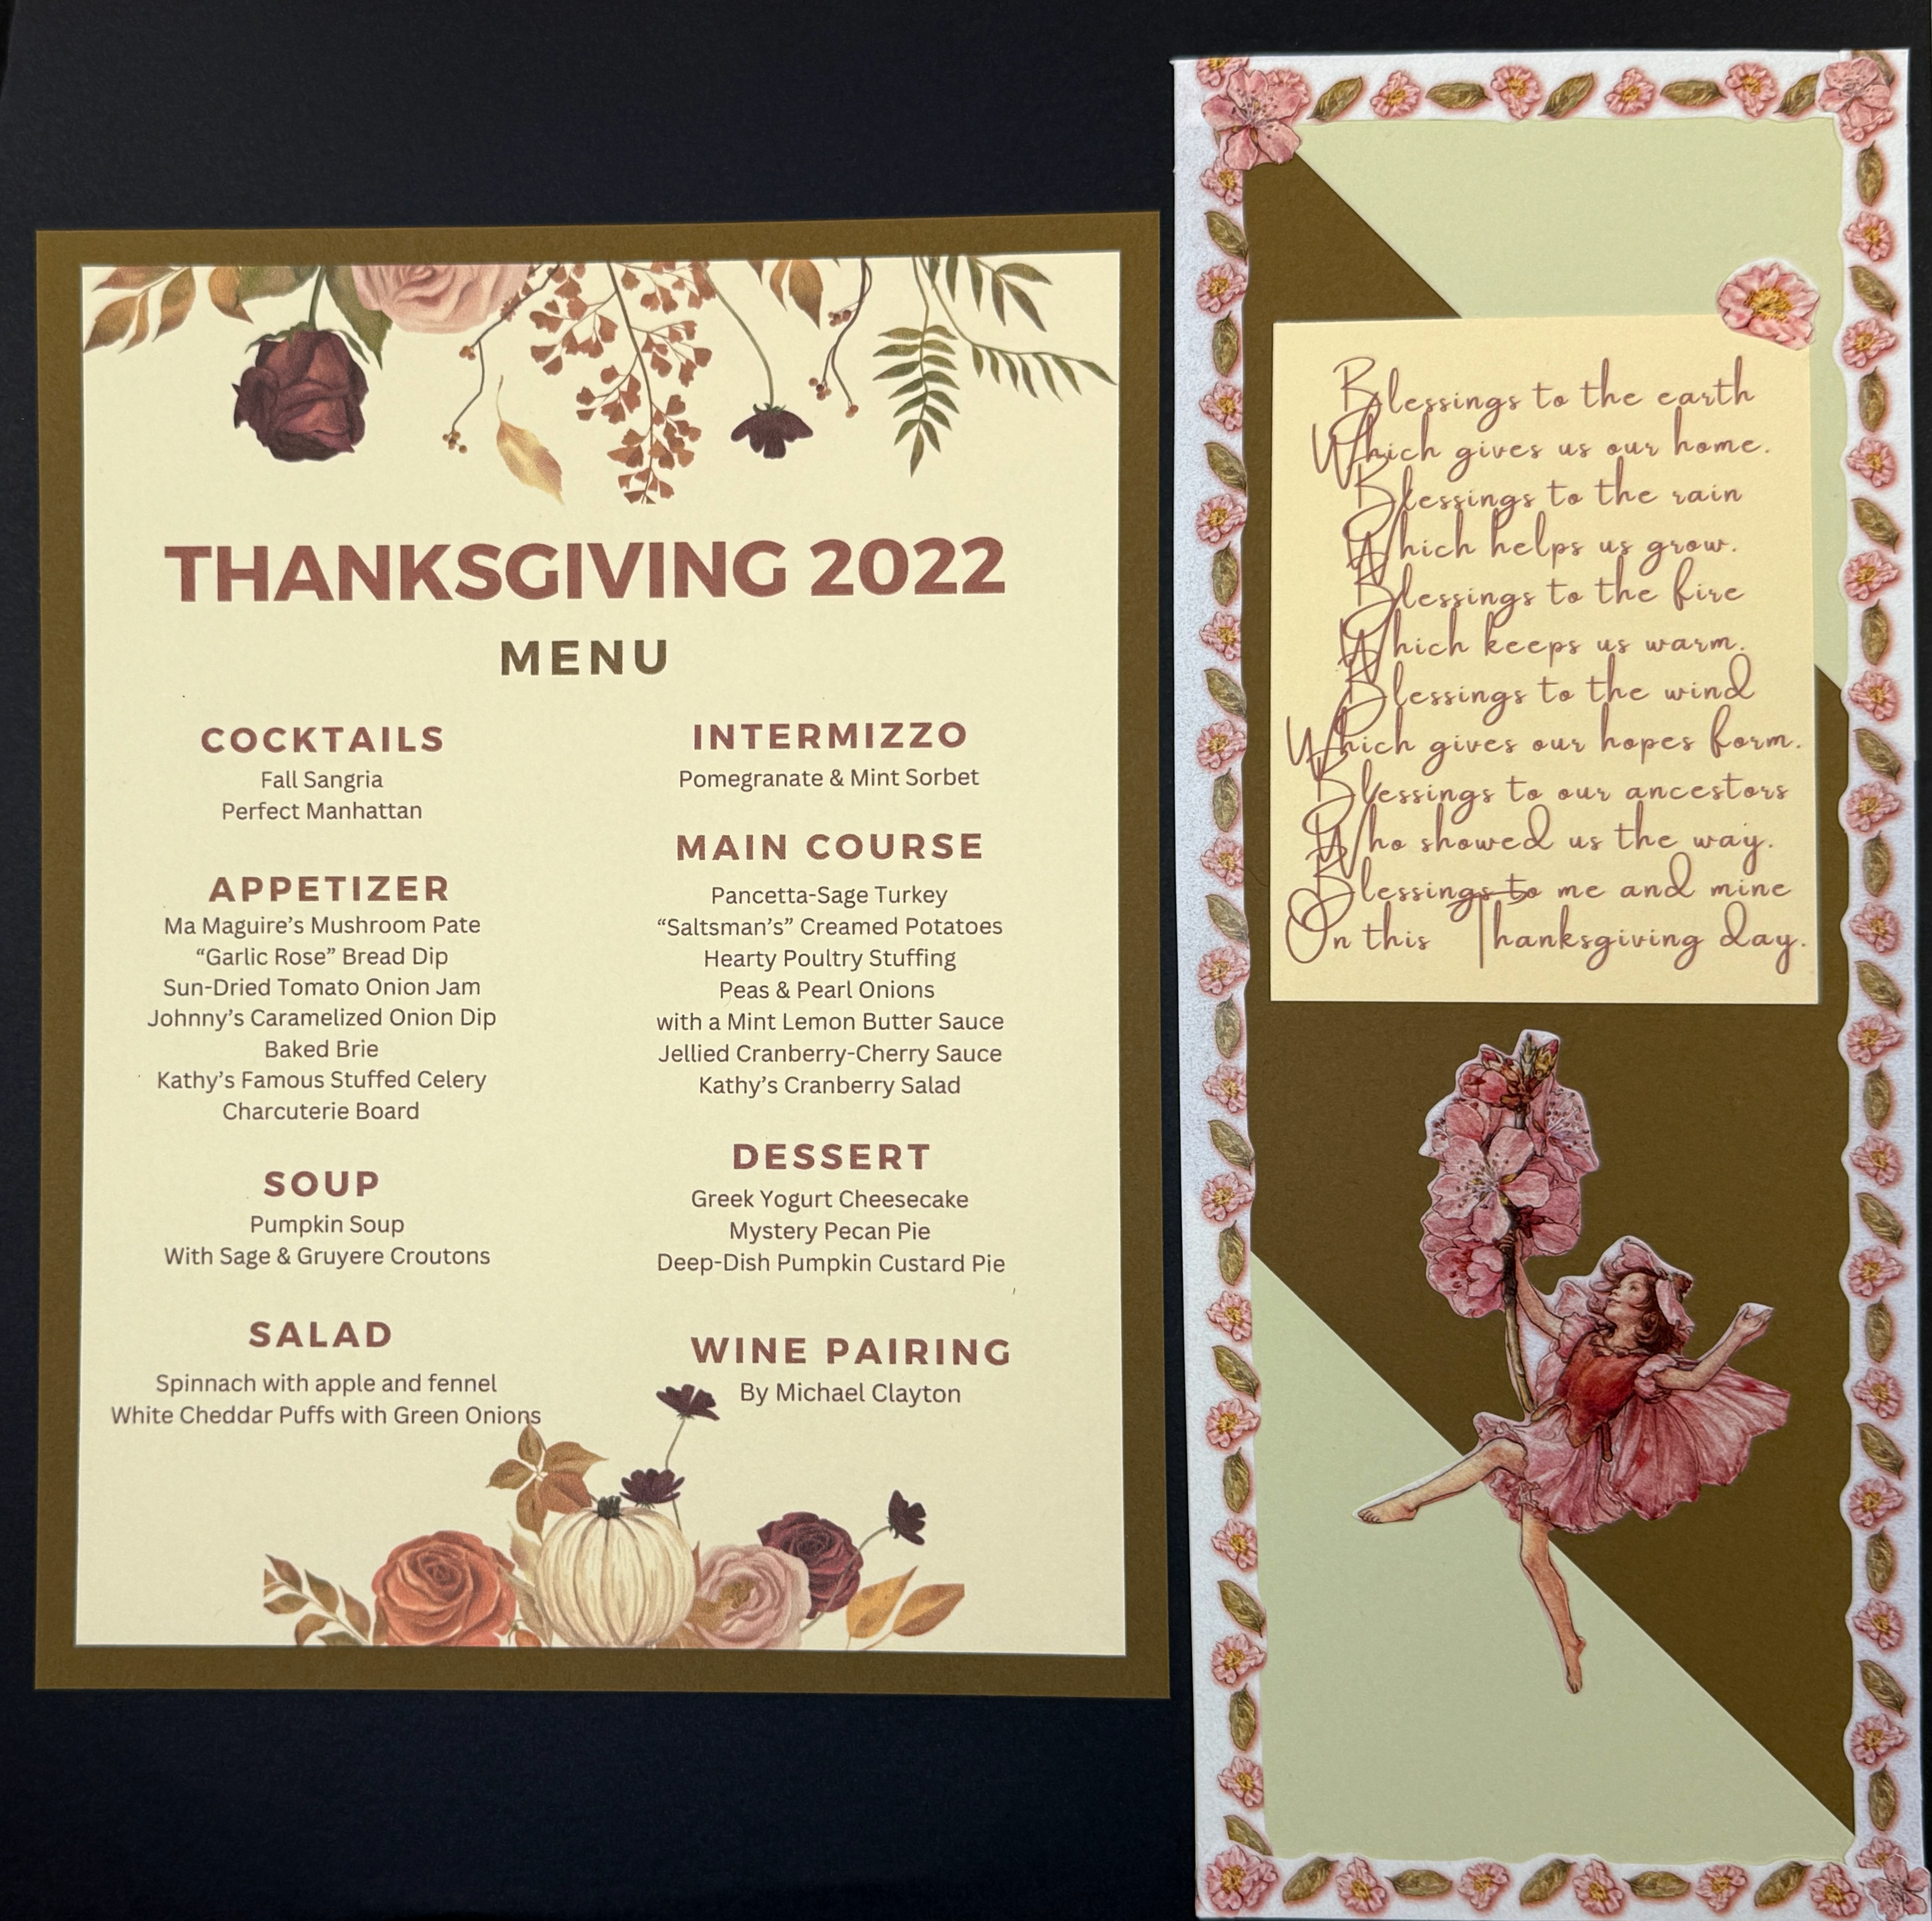 THANKSGIVING 2022
MENU
COCKTAILS
Fall Sangria
Perfect Manhattan
APPETIZER
Ma Maguire’s Mushroom Pate
“Garlic Rose” Bread Dip
Sun-Dried Tomato Onion Jam
Johnny’s Caramelized Onion Dip
Baked Brie
Kathy’s Famous Stuffed Celery
Charcuterie Board
SOUP
Pumpkin Soup
With Sage & Gruyere Croutons
SALAD
Spinnach with apple and fennel
White Cheddar Puffs with Green Onions
INTERMIZZO
Pomegranate & Mint Sorbet
MAIN COURSE
Pancetta-Sage Turkey
“Saltsman’s” Creamed Potatoes
Hearty Poultry Stuffing
Peas & Pearl Onions
with a Mint Lemon Butter Sauce
Jellied Cranberry-Cherry Sauce
Kathy’s Cranberry Salad
DESSERT
Greek Yogurt Cheesecake
Mystery Pecan Pie
Deep-Dish Pumpkin Custard Pie
WINE PAIRING
By Michael Clayton
Blessings to the earth
Which gives us our home.
Blessings to the rain
Which helps us grow.
Blessings to the fire
Which keeps us warm.
Blessings to the wind
Which gives our hopes form.
Blessings to our ancestors
Who showed us the way.
Blessings to me and mine
On this Thanksgiving day.